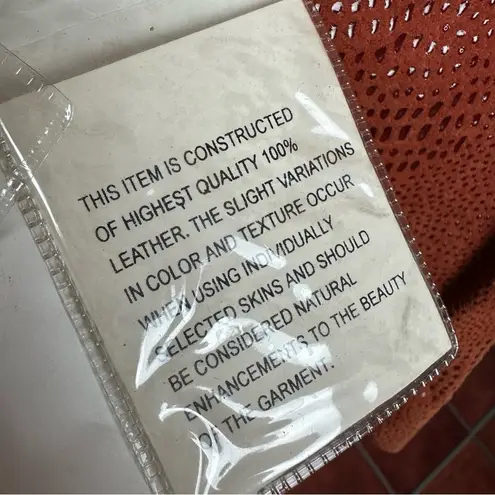 THIS ITEM IS CONSTRUCTED
OF HIGHEST QUALITY 100%
LEATHER. THE SLIGHT VARIATIONS
IN COLOR AND TEXTURE OCCUR
WHEN USING INDIVIDUALLY
SELECTED SKINS AND SHOULD
BE CONSIDERED NATURAL
ENHANCEMENTS TO THE BEAUTY
OF THE GARMENT.